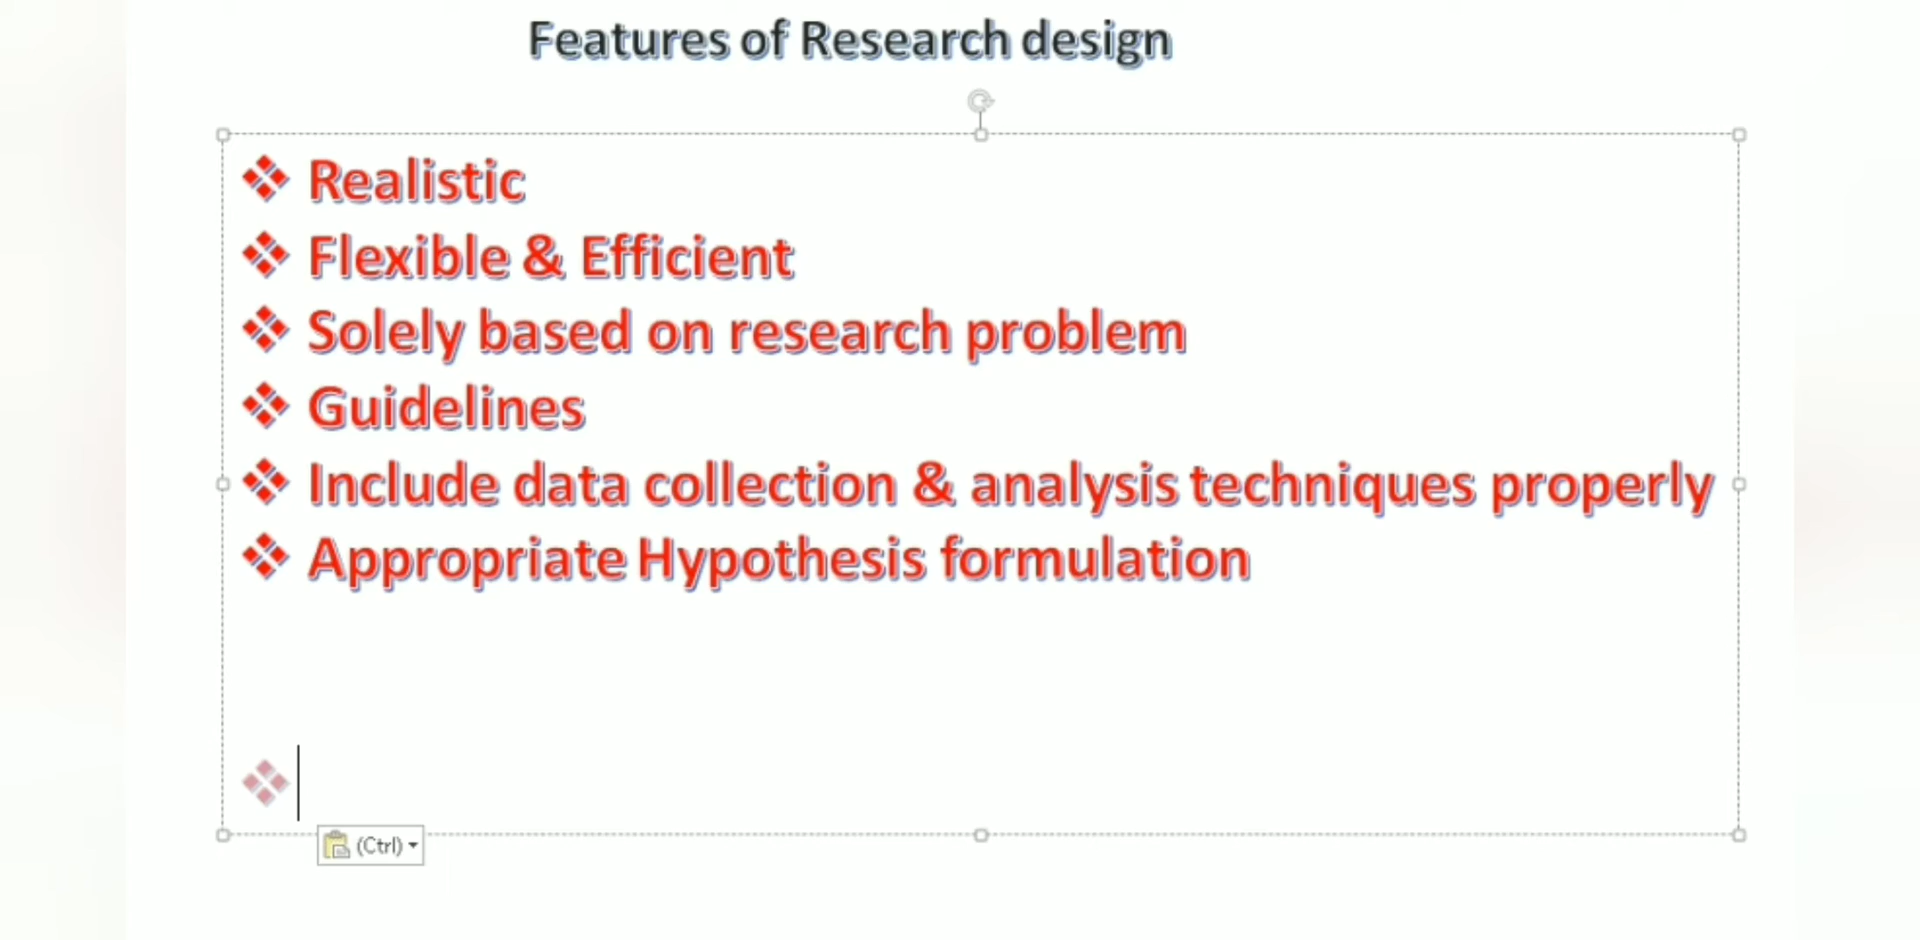 Features of Research design
Realistic
Flexible & Efficient
Solely based on research problem
Guidelines
Include data collection & analysis techniques properly
Appropriate Hypothesis formulation
(Ctrl)